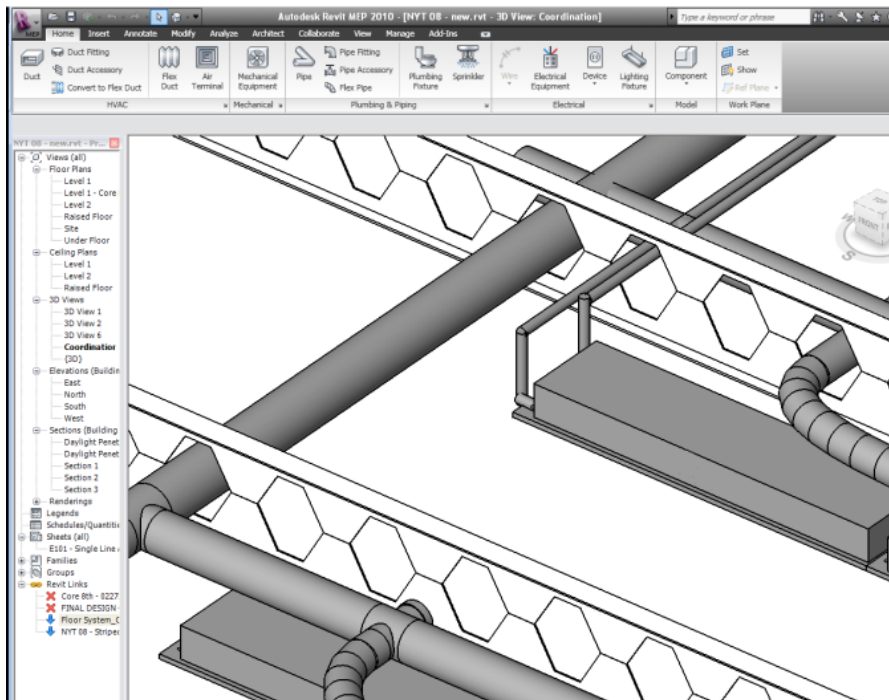 Autodesk Revit MEP 2010 - [NYT 08 - new.rvt - 3D View: Coordination]
Type a keyword or phrase
MEP
Home Insert Annotate Modify Analyze Architect Collaborate View Manage Add-Ins
Duct
Duct Fitting
Duct Accessory
Convert to Flex Duct
Flex Duct
Air Terminal
Mechanical Equipment
Pipe
Pipe Fitting
Pipe Accessory
Flex Pipe
Plumbing Fixture
Sprinkler
Wire
Electrical Equipment
Device
Lighting Fixture
Component
Set
Show
Ref Plane
HVAC Mechanical Plumbing & Piping Electrical Model Work Plane
NYT 08 - new.rvt - Pr...
Views (all)
Floor Plans
Level 1
Level 1 - Core
Level 2
Raised Floor
Site
Under Floor
Ceiling Plans
Level 1
Level 2
Raised Floor
3D Views
3D View 1
3D View 2
3D View 6
Coordination
{3D}
Elevations (Buildin
East
North
South
West
Sections (Building
Daylight Penet
Daylight Penet
Section 1
Section 2
Section 3
Renderings
Legends
Schedules/Quantiti
Sheets (all)
E101 - Single Line
Families
Groups
Revit Links
Core 8th - 0227
FINAL DESIGN
Floor System_
NYT 08 - Stripe
TOP
FRONT
W
S